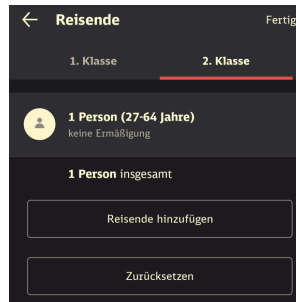 ← Reisende Fertig
1. Klasse 2. Klasse
1 Person (27-64 Jahre)
keine Ermäßigung
1 Person insgesamt
Reisende hinzufügen
Zurücksetzen